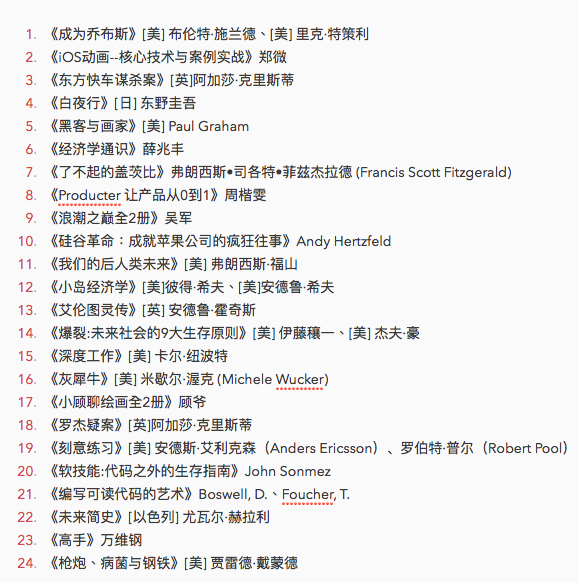 1. 《成为乔布斯》[美] 布伦特·施兰德、[美] 里克·特策利
2. 《iOS动画--核心技术与案例实战》郑微
3. 《东方快车谋杀案》[英]阿加莎·克里斯蒂
4. 《白夜行》[日] 东野圭吾
5. 《黑客与画家》[美] Paul Graham
6. 《经济学通识》薛兆丰
7. 《了不起的盖茨比》弗朗西斯•司各特•菲兹杰拉德 (Francis Scott Fitzgerald)
8. 《Producter 让产品从0到1》周楷雯
9. 《浪潮之巅全2册》吴军
10. 《硅谷革命：成就苹果公司的疯狂往事》Andy Hertzfeld
11. 《我们的后人类未来》[美] 弗朗西斯·福山
12. 《小岛经济学》[美]彼得·希夫、[美]安德鲁·希夫
13. 《艾伦图灵传》[英] 安德鲁·霍奇斯
14. 《爆裂:未来社会的9大生存原则》[美] 伊藤穰一、[美] 杰夫·豪
15. 《深度工作》[美] 卡尔·纽波特
16. 《灰犀牛》[美] 米歇尔·渥克 (Michele Wucker)
17. 《小顾聊绘画全2册》顾爷
18. 《罗杰疑案》[英]阿加莎·克里斯蒂
19. 《刻意练习》[美] 安德斯·艾利克森（Anders Ericsson）、罗伯特·普尔（Robert Pool）
20. 《软技能:代码之外的生存指南》John Sonmez
21. 《编写可读代码的艺术》Boswell, D.、Foucher, T.
22. 《未来简史》[以色列] 尤瓦尔·赫拉利
23. 《高手》万维钢
24. 《枪炮、病菌与钢铁》[美] 贾雷德·戴蒙德